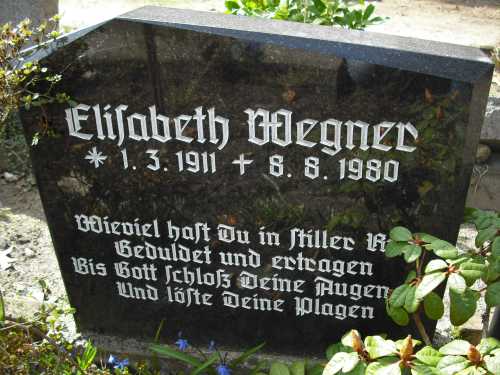 Eliſabeth Wegner
* 1. 3. 1911 + 8. 8. 1980
Wieviel haſt Du in ſtiller
Geduldet und ertragen
Bis Gott ſchloß Deine Augen
Und löſte Deine Plagen